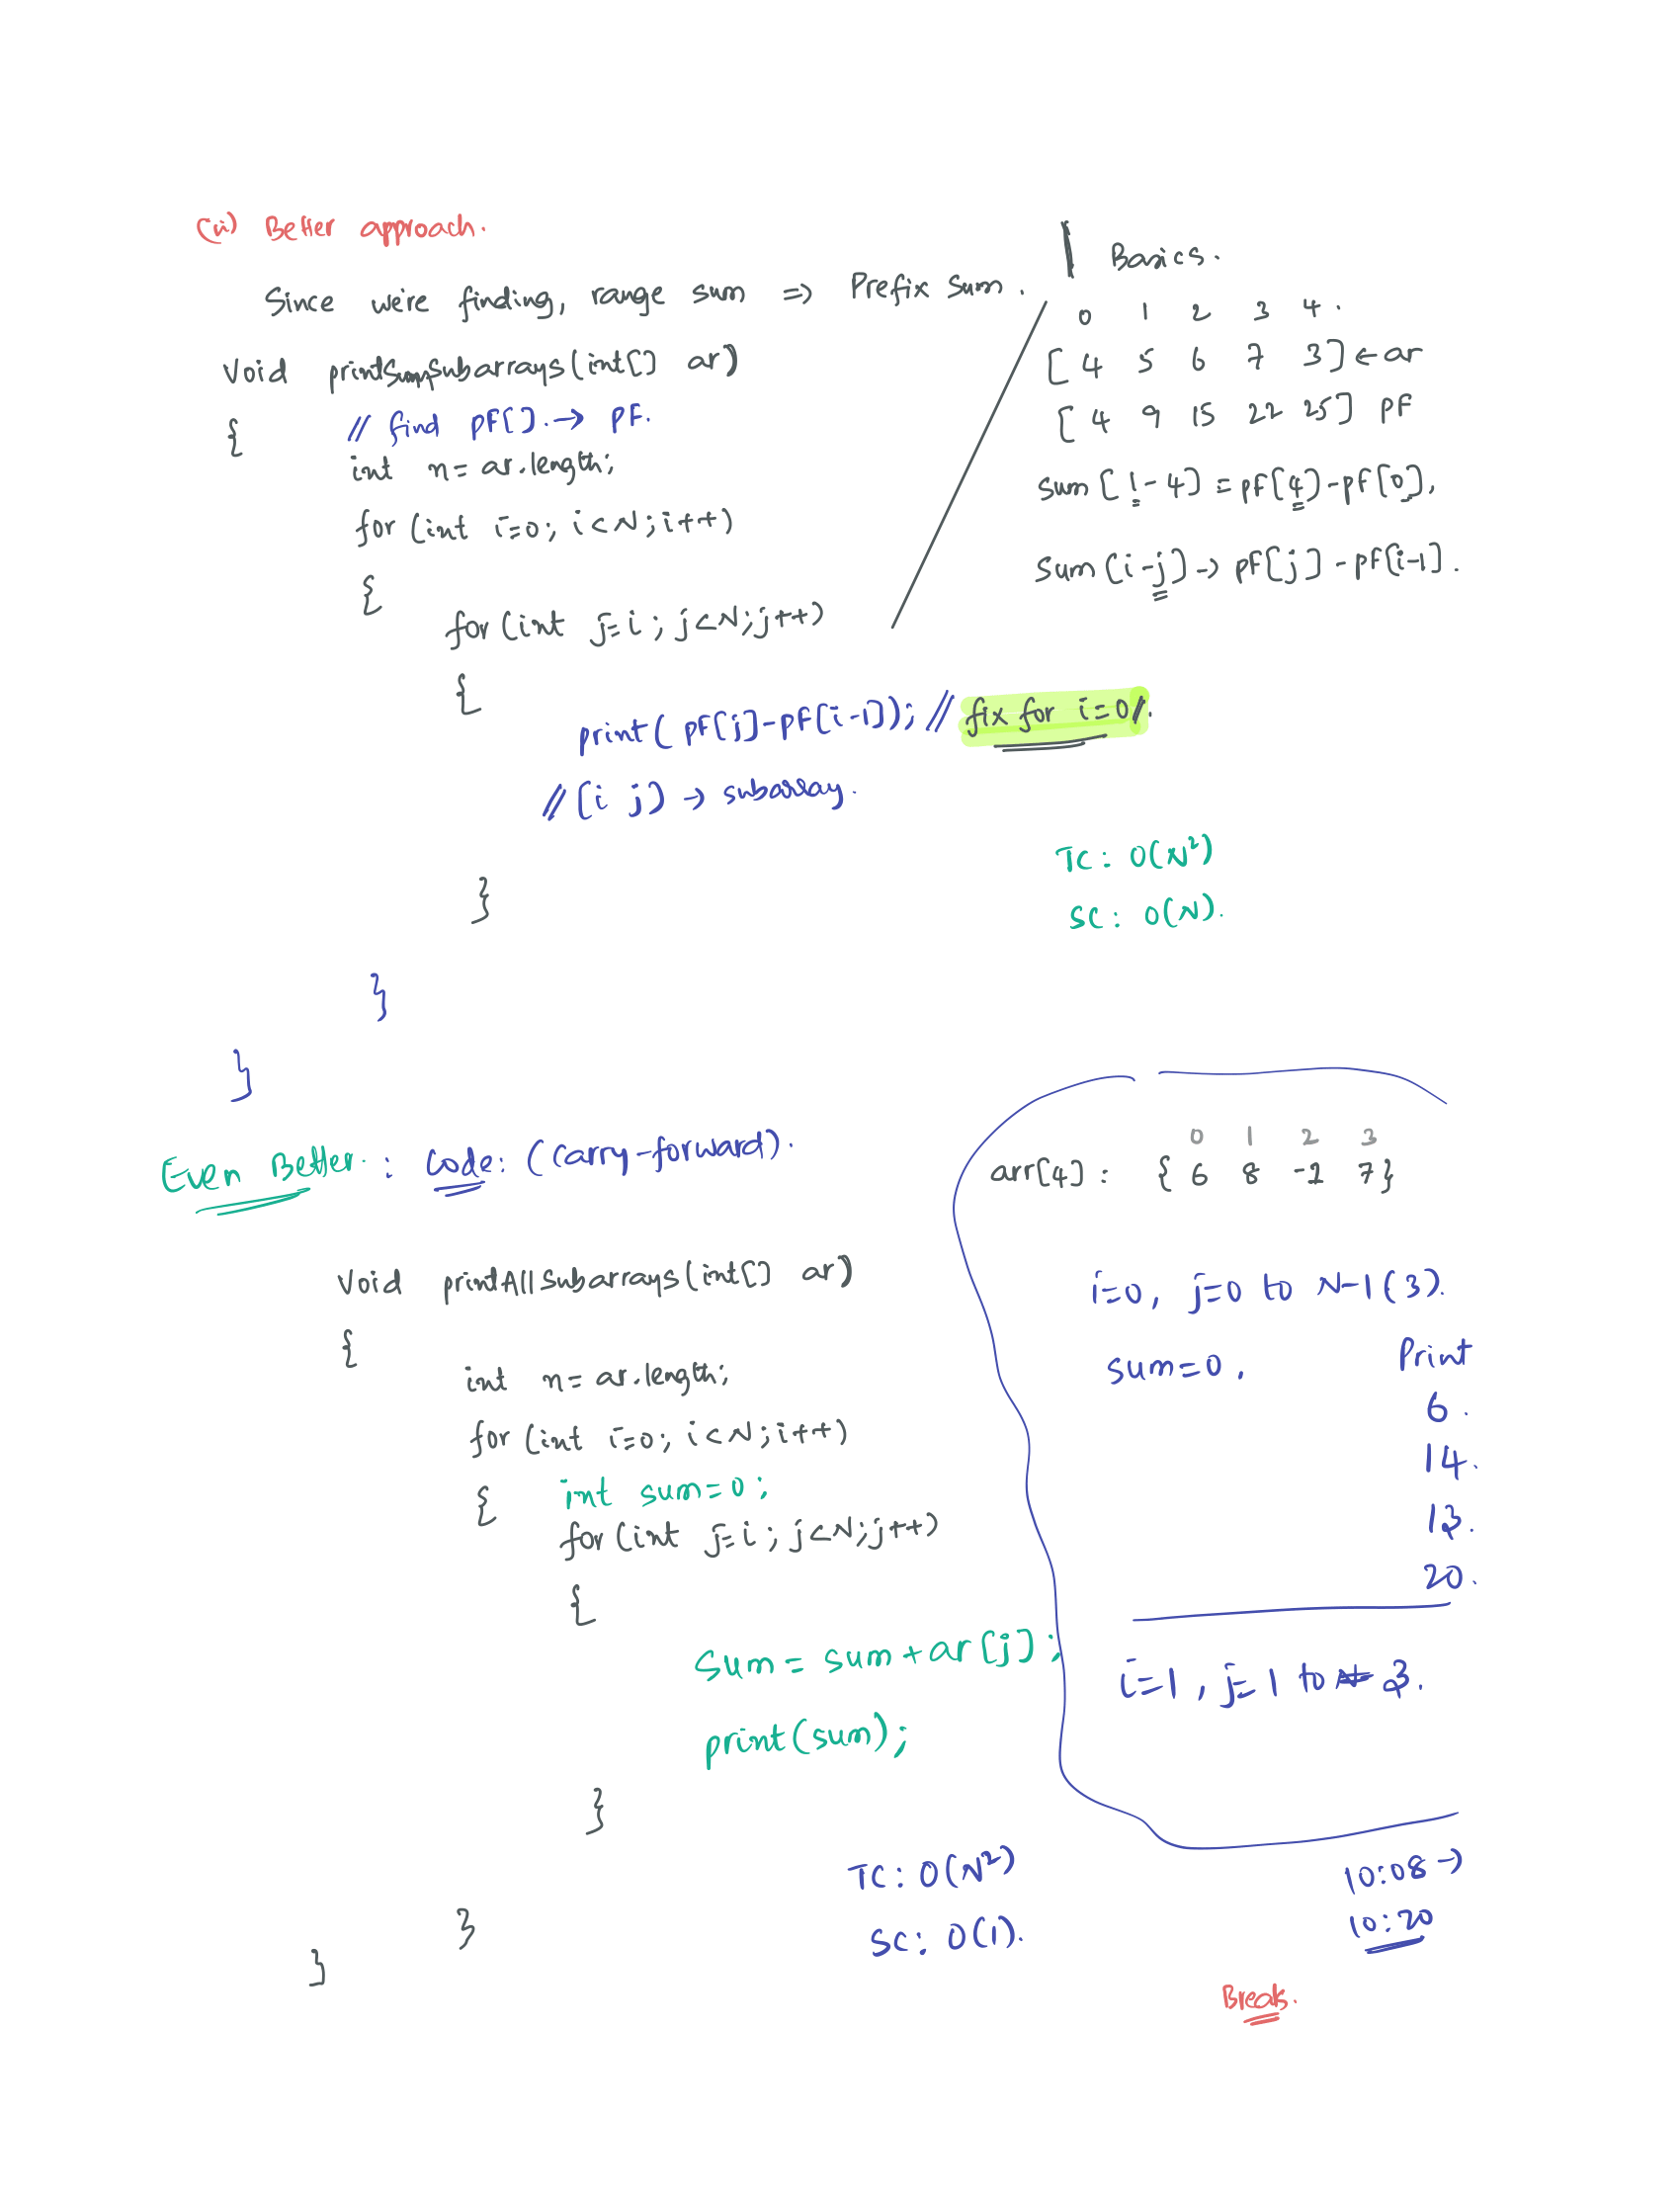 (ii) Better approach.
Since we're finding, range sum => Prefix Sum.
Void printSumSubarrays(int[] ar)
{
// find pf[] → pf.
int n = ar.length;
for (int i=0; i<N; i++)
{
for (int j=i; j<N; j++)
{
print( pf[j]-pf[i-1]); // fix for i=0//.
//[i j] → subarray.
}
}
}
Basics.
0 1 2 3 4.
[4 5 6 7 3] ← ar
[4 9 15 22 25] pf
sum [1-4] = pf[4]-pf[0],
sum [i-j] → pf[j] - pf[i-1].
TC: O(N²)
SC: O(N).
Even Better: Code: (Carry-forward).
Void printAllSubarrays(int[] ar)
{
int n = ar.length;
for (int i=0; i<N; i++)
{ int sum=0;
for (int j=i; j<N; j++)
{
Sum = sum + ar[j];
print(sum);
}
}
}
TC: O(N²)
SC: O(1).
0 1 2 3
arr[4] : { 6 8 -2 7}
i=0, j=0 to N-1(3).
sum=0, Print
6.
14.
13.
20.
i=1, j=1 to 3.
10:08 →
10:20
Break.